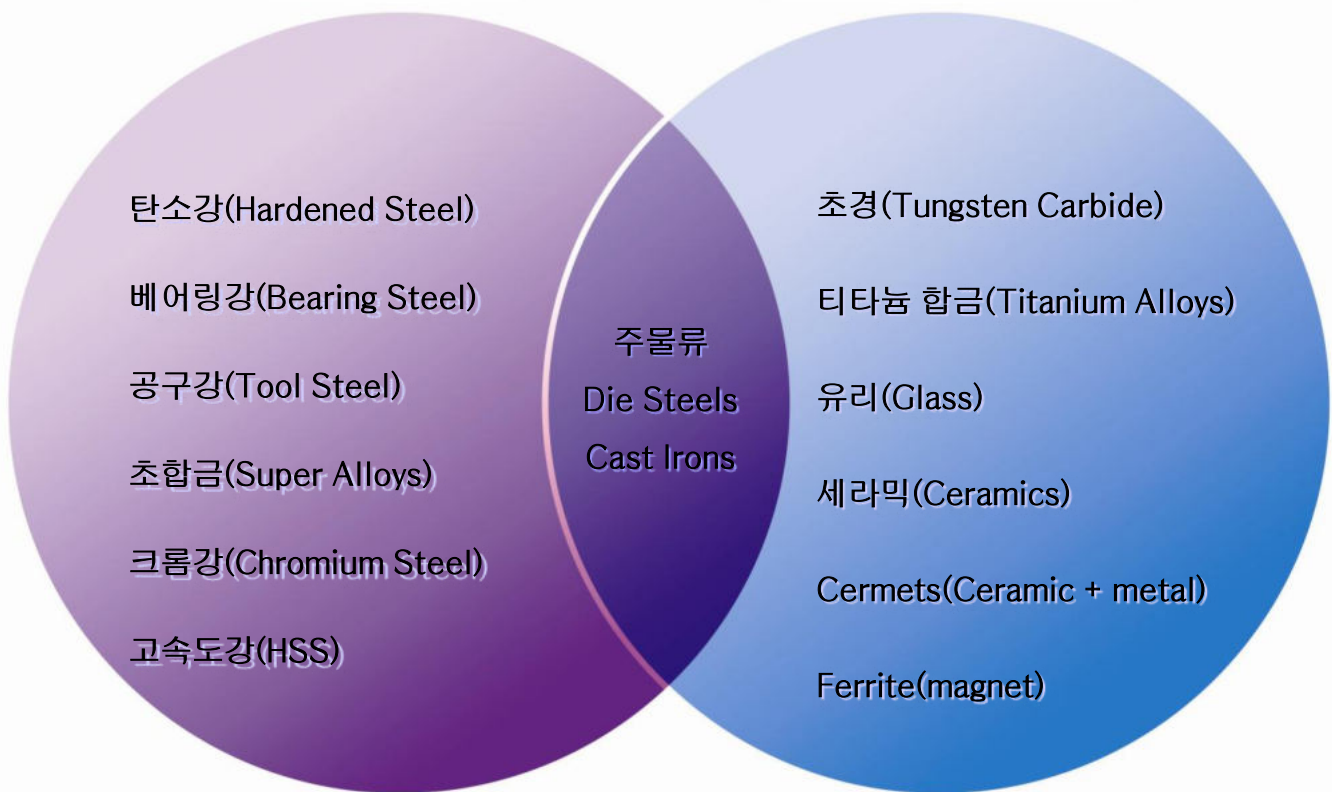 탄소강(Hardened Steel)
베어링강(Bearing Steel)
공구강(Tool Steel)
초합금(Super Alloys)
크롬강(Chromium Steel)
고속도강(HSS)
주물류
Die Steels
Cast Irons
초경(Tungsten Carbide)
티타늄 합금(Titanium Alloys)
유리(Glass)
세라믹(Ceramics)
Cermets(Ceramic + metal)
Ferrite(magnet)